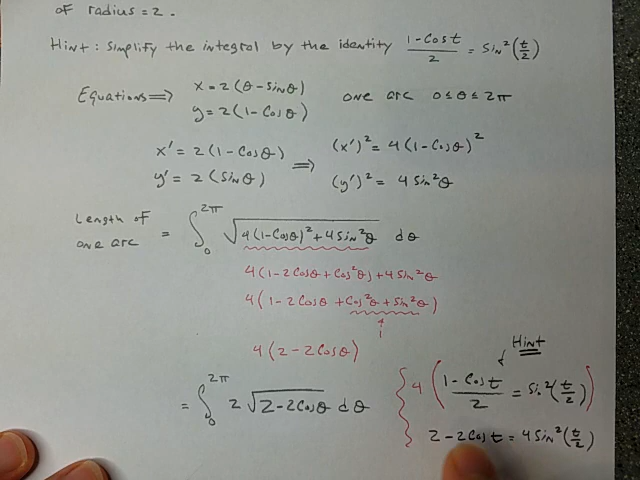 of radius = 2 .
Hint : Simplify the integral by the identity (1 - Cos t)/2 = Sin²(t/2)
Equations ⟹ x = 2(θ - Sinθ) one arc 0 ≤ θ ≤ 2π
y = 2(1 - Cosθ)
x' = 2(1 - Cosθ) ⟹ (x')² = 4(1 - Cosθ)²
y' = 2(Sinθ) (y')² = 4 Sin²θ
Length of one arc = ∫₀^2π √(4(1 - Cosθ)² + 4 Sin²θ) dθ
4(1 - 2Cosθ + Cos²θ) + 4 Sin²θ
4(1 - 2Cosθ + Cos²θ + Sin²θ)
1
4(2 - 2Cosθ)
Hint
= ∫₀^2π 2√(2 - 2Cosθ) dθ
4((1 - Cos t)/2 = Sin²(t/2))
2 - 2Cos t = 4 Sin²(t/2)